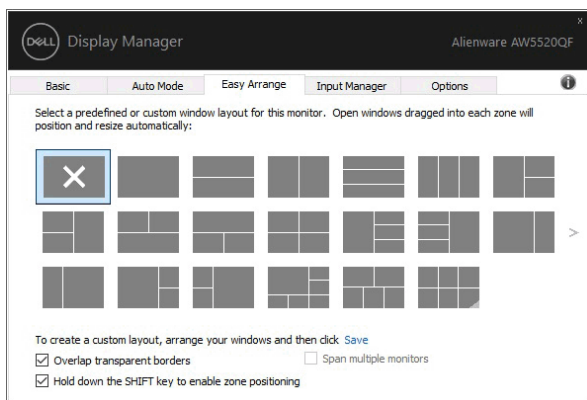 x
DELL Display Manager Alienware AW5520QF
Basic Auto Mode Easy Arrange Input Manager Options i
Select a predefined or custom window layout for this monitor. Open windows dragged into each zone will
position and resize automatically:
>
To create a custom layout, arrange your windows and then click Save
Overlap transparent borders Span multiple monitors
Hold down the SHIFT key to enable zone positioning